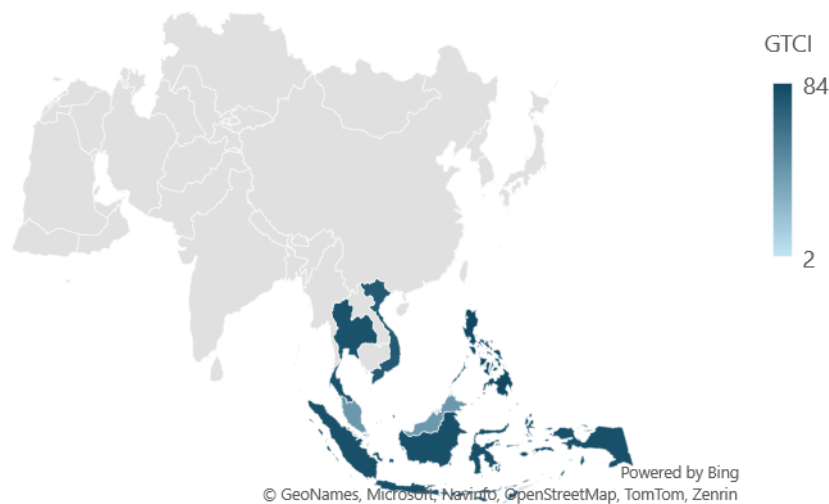 GTCI
84
2
Powered by Bing
© GeoNames, Microsoft, Navinfo, OpenStreetMap, TomTom, Zenrin